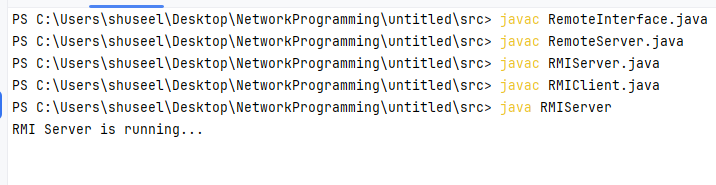 PS C:\Users\shuseel\Desktop\NetworkProgramming\untitled\src> javac RemoteInterface.java
PS C:\Users\shuseel\Desktop\NetworkProgramming\untitled\src> javac RemoteServer.java
PS C:\Users\shuseel\Desktop\NetworkProgramming\untitled\src> javac RMIServer.java
PS C:\Users\shuseel\Desktop\NetworkProgramming\untitled\src> javac RMIClient.java
PS C:\Users\shuseel\Desktop\NetworkProgramming\untitled\src> java RMIServer
RMI Server is running...